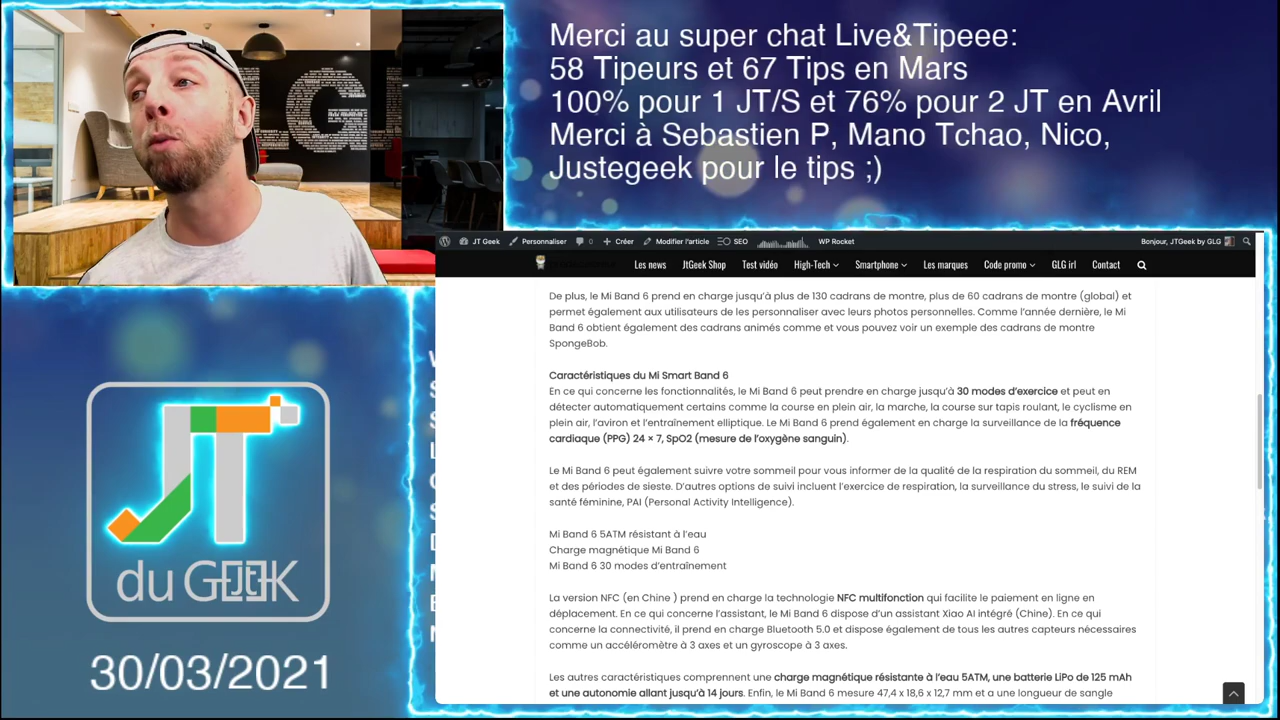 Merci au super chat Live&Tipeee:
58 Tipeurs et 67 Tips en Mars
100% pour 1 JT/S et 76% pour 2 JT en Avril
Merci à Sébastien P, Mano Tchao, Nico,
Justegeek pour le tips ;)
JT Geek Personnaliser 0 Créer Modifier l'article SEO WP Rocket Bonjour, JTGeek by GLG
Les news JtGeek Shop Test vidéo High-Tech Smartphone Les marques Code promo GLG irl Contact
De plus, le Mi Band 6 prend en charge jusqu'à plus de 130 cadrans de montre, plus de 60 cadrans de montre (global) et
permet également aux utilisateurs de les personnaliser avec leurs photos personnelles. Comme l'année dernière, le Mi
Band 6 obtient également des cadrans animés comme et vous pouvez voir un exemple des cadrans de montre
SpongeBob.
Caractéristiques du Mi Smart Band 6
En ce qui concerne les fonctionnalités, le Mi Band 6 peut prendre en charge jusqu'à 30 modes d'exercice et peut en
détecter automatiquement certains comme la course en plein air, la marche, la course sur tapis roulant, le cyclisme en
plein air, l'aviron et l'entraînement elliptique. Le Mi Band 6 prend également en charge la surveillance de la fréquence
cardiaque (PPG) 24 × 7, SpO2 (mesure de l'oxygène sanguin).
Le Mi Band 6 peut également suivre votre sommeil pour vous informer de la qualité de la respiration du sommeil, du REM
et des périodes de sieste. D'autres options de suivi incluent l'exercice de respiration, la surveillance du stress, le suivi de la
santé féminine, PAI (Personal Activity Intelligence).
Mi Band 6 5ATM résistant à l'eau
Charge magnétique Mi Band 6
Mi Band 6 30 modes d'entraînement
La version NFC (en Chine ) prend en charge la technologie NFC multifonction qui facilite le paiement en ligne en
déplacement. En ce qui concerne l'assistant, le Mi Band 6 dispose d'un assistant Xiao AI intégré (Chine). En ce qui
concerne la connectivité, il prend en charge Bluetooth 5.0 et dispose également de tous les autres capteurs nécessaires
comme un accéléromètre à 3 axes et un gyroscope à 3 axes.
Les autres caractéristiques comprennent une charge magnétique résistante à l'eau 5ATM, une batterie LiPo de 125 mAh
et une autonomie allant jusqu'à 14 jours. Enfin, le Mi Band 6 mesure 47,4 x 18,6 x 12,7 mm et a une longueur de sangle
JT
du GEEK
30/03/2021